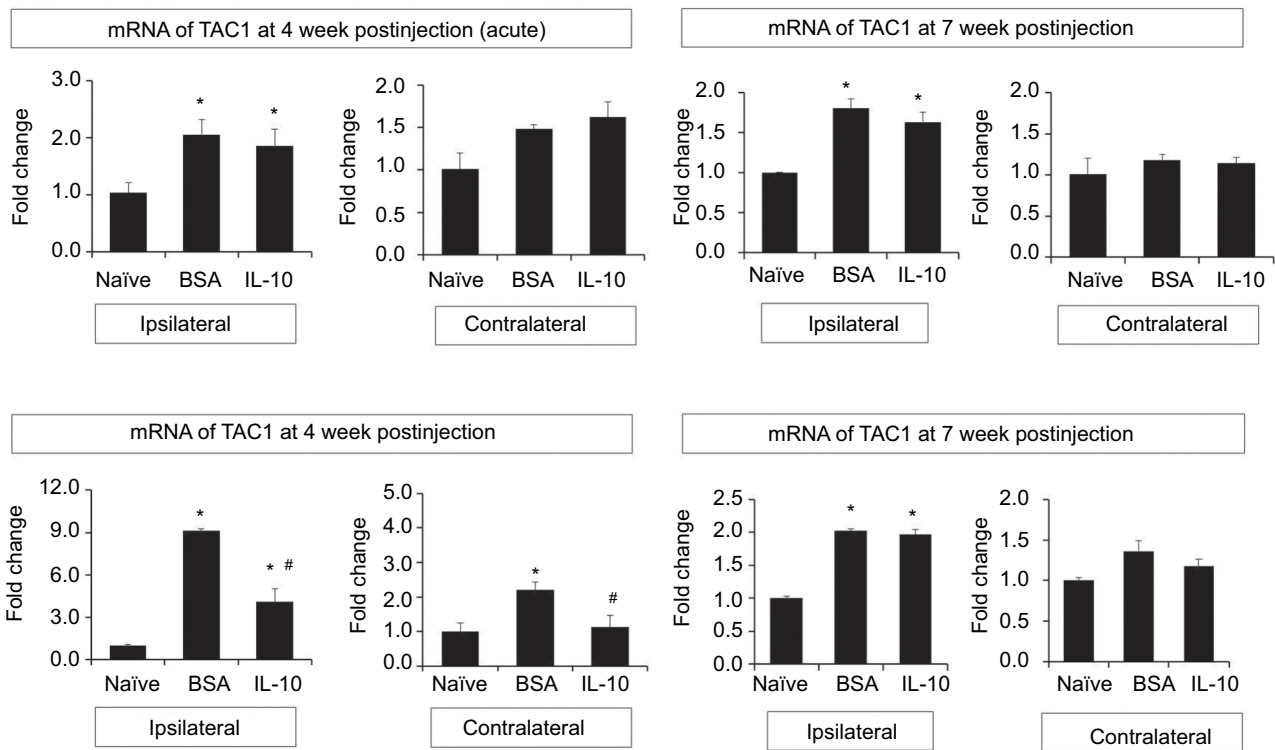 mRNA of TAC1 at 4 week postinjection (acute)
Fold change
3.0
2.0
1.0
0.0
* *
Naïve BSA IL-10
Ipsilateral
Fold change
2.0
1.5
1.0
0.5
0.0
Naïve BSA IL-10
Contralateral
mRNA of TAC1 at 7 week postinjection
Fold change
2.0
1.5
1.0
0.5
0.0
* *
Naïve BSA IL-10
Ipsilateral
Fold change
2.0
1.5
1.0
0.5
0.0
Naïve BSA IL-10
Contralateral
mRNA of TAC1 at 4 week postinjection
Fold change
12.0
9.0
6.0
3.0
0.0
*
* #
Naïve BSA IL-10
Ipsilateral
Fold change
5.0
4.0
3.0
2.0
1.0
0.0
*
#
Naïve BSA IL-10
Contralateral
mRNA of TAC1 at 7 week postinjection
Fold change
2.5
2.0
1.5
1.0
0.5
0.0
* *
Naïve BSA IL-10
Ipsilateral
Fold change
2.0
1.5
1.0
0.5
0.0
Naïve BSA IL-10
Contralateral